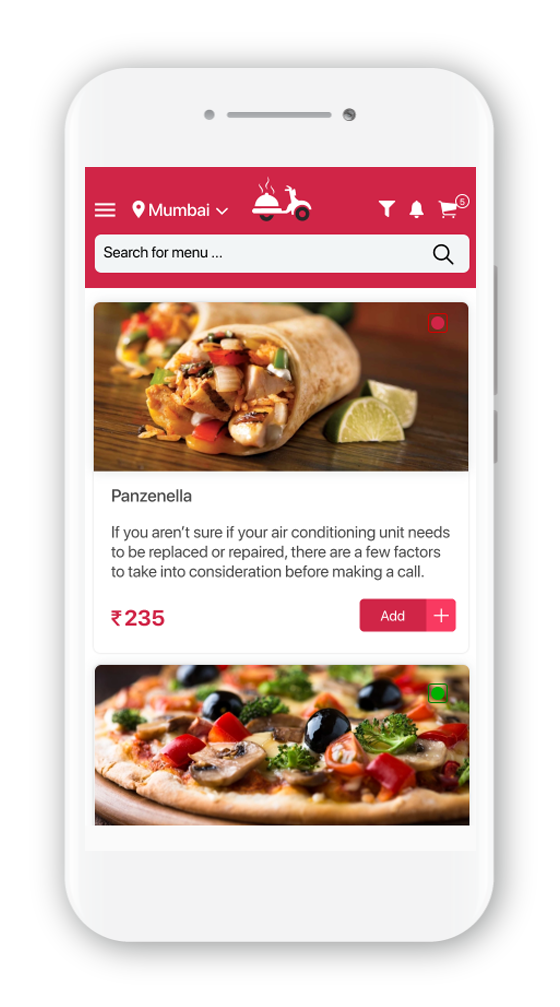 Mumbai
5
Search for menu ...
Panzenella
If you aren’t sure if your air conditioning unit needs
to be replaced or repaired, there are a few factors
to take into consideration before making a call.
₹235
Add +